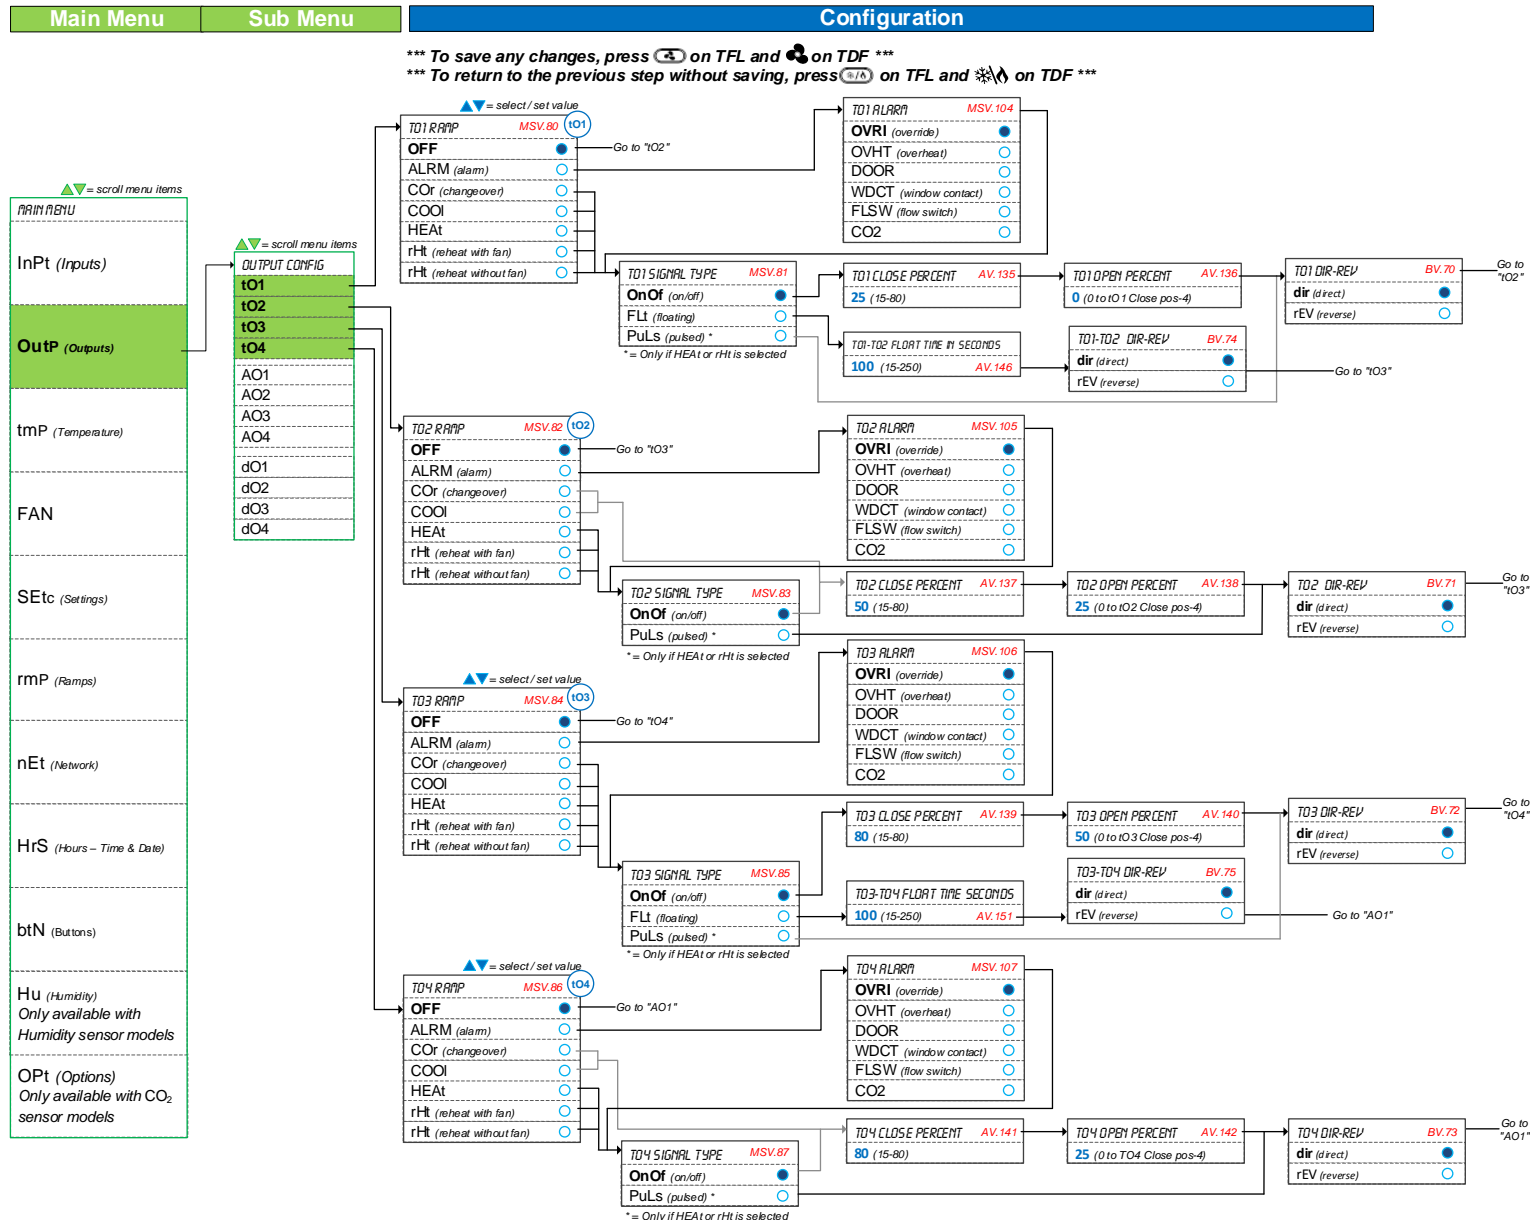 Main Menu
Sub Menu
Configuration
*** To save any changes, press on TFL and on TDF ***
*** To return to the previous step without saving, press on TFL and on TDF ***
= scroll menu items
MAIN MENU
InPt (Inputs)
OutP (Outputs)
tmP (Temperature)
FAN
SEtc (Settings)
rmP (Ramps)
nEt (Network)
HrS (Hours – Time & Date)
btN (Buttons)
Hu (Humidity)
Only available with
Humidity sensor models
OPt (Options)
Only available with CO2
sensor models
= scroll menu items
OUTPUT CONFIG
tO1
tO2
tO3
tO4
AO1
AO2
AO3
AO4
dO1
dO2
dO3
dO4
= select / set value
TO1 RAMP MSV.80 tO1
OFF
Go to "tO2"
ALRM (alarm)
COr (changeover)
COOl
HEAt
rHt (reheat with fan)
rHt (reheat without fan)
TO1 ALARM MSV.104
OVRI (override)
OVHT (overheat)
DOOR
WDCT (window contact)
FLSW (flow switch)
CO2
TO1 SIGNAL TYPE MSV.81
OnOf (on/off)
FLt (floating)
PuLs (pulsed) *
* = Only if HEAt or rHt is selected
TO1 CLOSE PERCENT AV.135
25 (15-80)
TO1 OPEN PERCENT AV.136
0 (0 to tO1 Close pos-4)
TO1 DIR-REV BV.70
dir (direct)
rEV (reverse)
Go to "tO2"
TO1-TO2 FLOAT TIME IN SECONDS
100 (15-250) AV.146
TO1-TO2 DIR-REV BV.74
dir (direct)
rEV (reverse)
Go to "tO3"
TO2 RAMP MSV.82 tO2
OFF
Go to "tO3"
ALRM (alarm)
COr (changeover)
COOl
HEAt
rHt (reheat with fan)
rHt (reheat without fan)
TO2 ALARM MSV.105
OVRI (override)
OVHT (overheat)
DOOR
WDCT (window contact)
FLSW (flow switch)
CO2
TO2 SIGNAL TYPE MSV.83
OnOf (on/off)
PuLs (pulsed) *
* = Only if HEAt or rHt is selected
TO2 CLOSE PERCENT AV.137
50 (15-80)
TO2 OPEN PERCENT AV.138
25 (0 to tO2 Close pos-4)
TO2 DIR-REV BV.71
dir (direct)
rEV (reverse)
Go to "tO3"
= select / set value
TO3 RAMP MSV.84 tO3
OFF
Go to "tO4"
ALRM (alarm)
COr (changeover)
COOl
HEAt
rHt (reheat with fan)
rHt (reheat without fan)
TO3 ALARM MSV.106
OVRI (override)
OVHT (overheat)
DOOR
WDCT (window contact)
FLSW (flow switch)
CO2
TO3 SIGNAL TYPE MSV.85
OnOf (on/off)
FLt (floating)
PuLs (pulsed) *
* = Only if HEAt or rHt is selected
TO3 CLOSE PERCENT AV.139
80 (15-80)
TO3 OPEN PERCENT AV.140
50 (0 to tO3 Close pos-4)
TO3 DIR-REV BV.72
dir (direct)
rEV (reverse)
Go to "tO4"
TO3-TO4 FLOAT TIME SECONDS
100 (15-250) AV.151
TO3-TO4 DIR-REV BV.75
dir (direct)
rEV (reverse)
Go to "AO1"
= select / set value
TO4 RAMP MSV.86 tO4
OFF
Go to "AO1"
ALRM (alarm)
COr (changeover)
COOl
HEAt
rHt (reheat with fan)
rHt (reheat without fan)
TO4 ALARM MSV.107
OVRI (override)
OVHT (overheat)
DOOR
WDCT (window contact)
FLSW (flow switch)
CO2
TO4 SIGNAL TYPE MSV.87
OnOf (on/off)
PuLs (pulsed) *
* = Only if HEAt or rHt is selected
TO4 CLOSE PERCENT AV.141
80 (15-80)
TO4 OPEN PERCENT AV.142
25 (0 to TO4 Close pos-4)
TO4 DIR-REV BV.73
dir (direct)
rEV (reverse)
Go to "AO1"